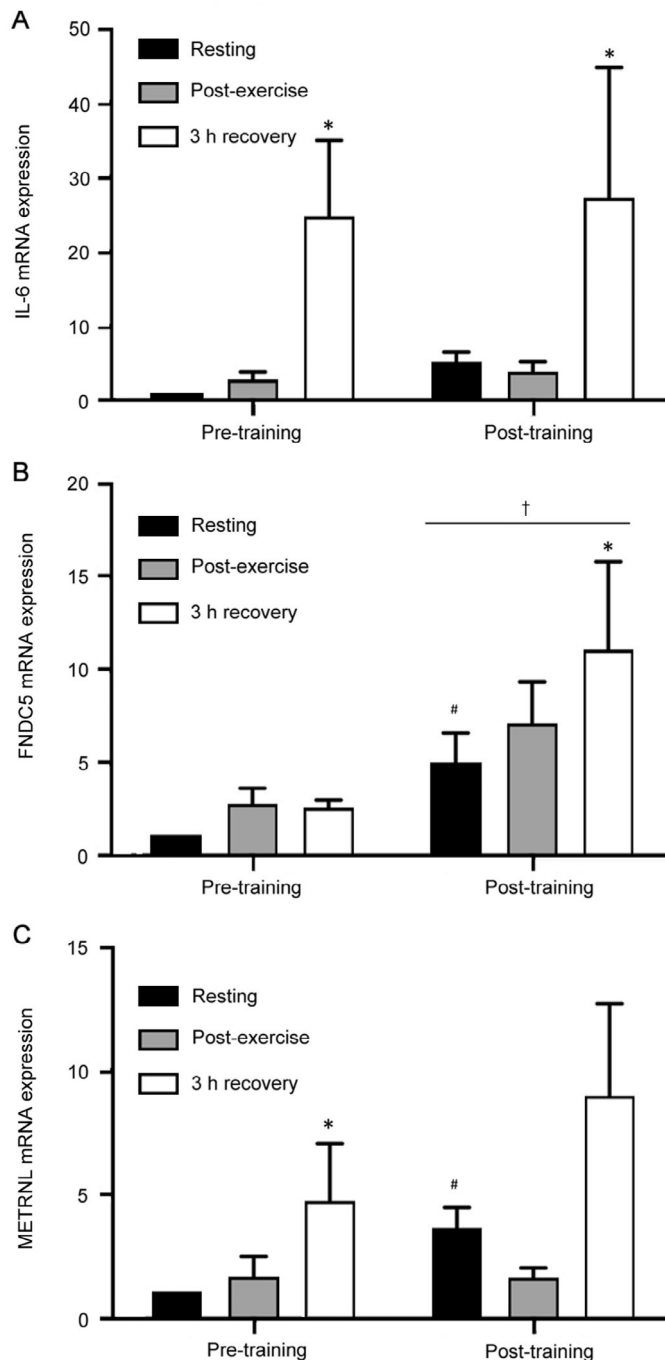 A
50
40
30
20
10
0
IL-6 mRNA expression
Resting
Post-exercise
3 h recovery
*
*
Pre-training
Post-training
B
20
15
10
5
0
FNDC5 mRNA expression
Resting
Post-exercise
3 h recovery
†
*
#
Pre-training
Post-training
C
15
10
5
0
METRNL mRNA expression
Resting
Post-exercise
3 h recovery
*
#
Pre-training
Post-training